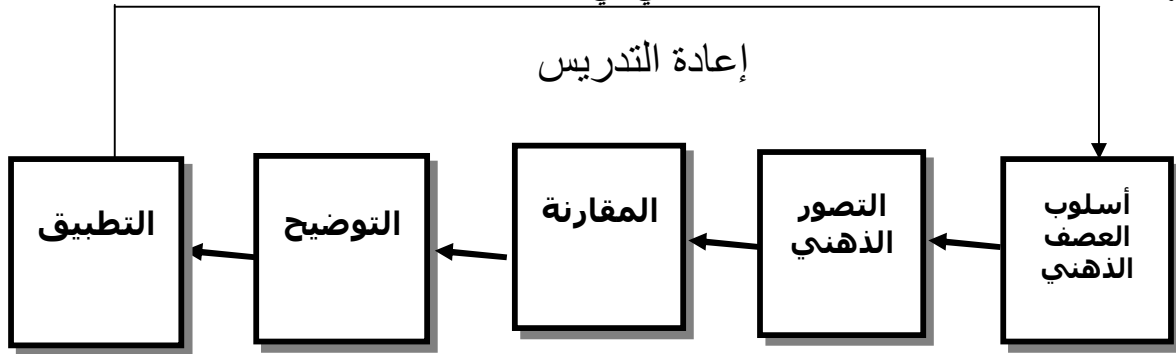 إعادة التدريس
أسلوب
العصف
الذهني
التصور
الذهني
المقارنة
التوضيح
التطبيق